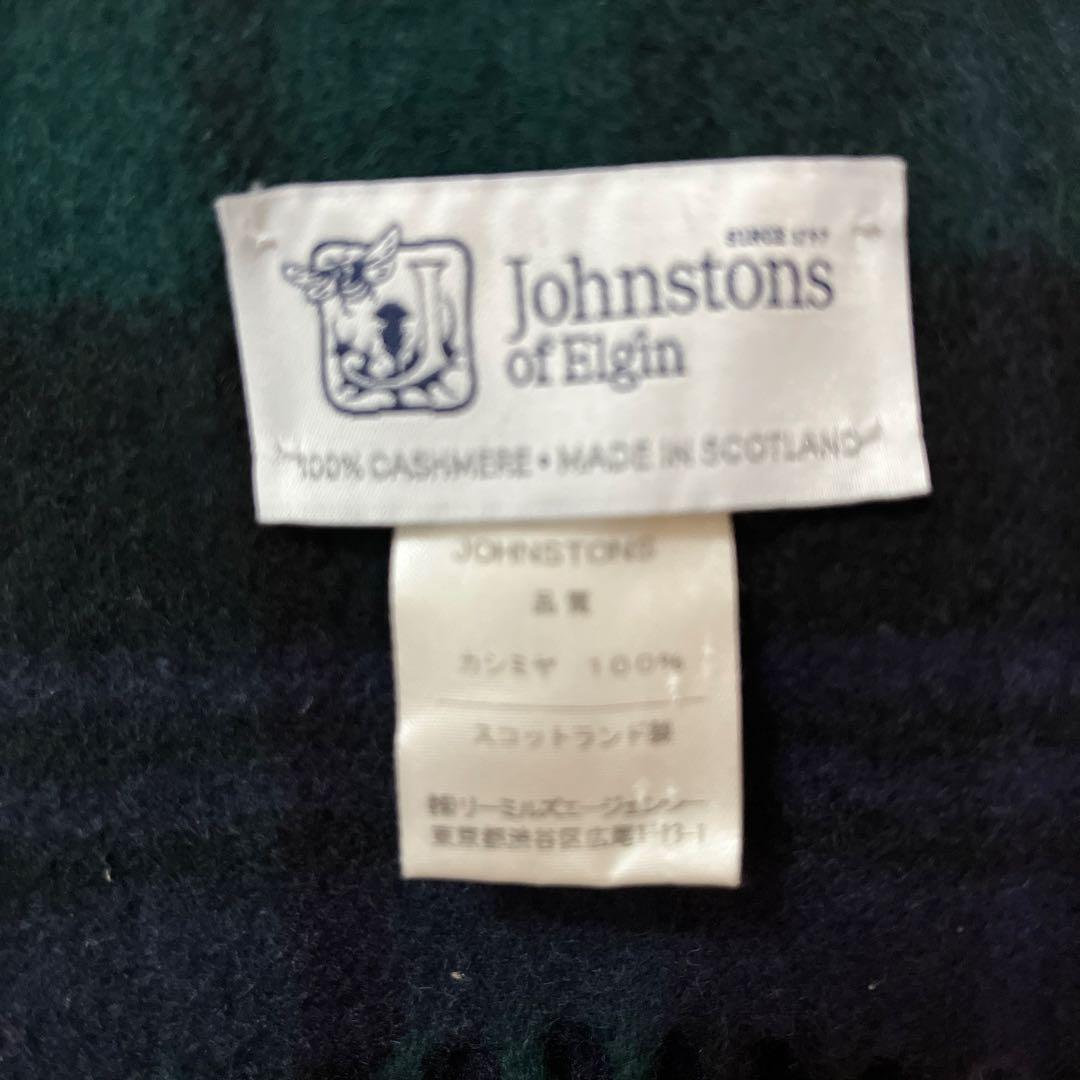 SINCE 1797
Johnstons
of Elgin
100% CASHMERE • MADE IN SCOTLAND
JOHNSTONS
品質
カシミヤ 100%
スコットランド製
㈱リーミルズエージェンシー
東京都渋谷区広尾1-13-1